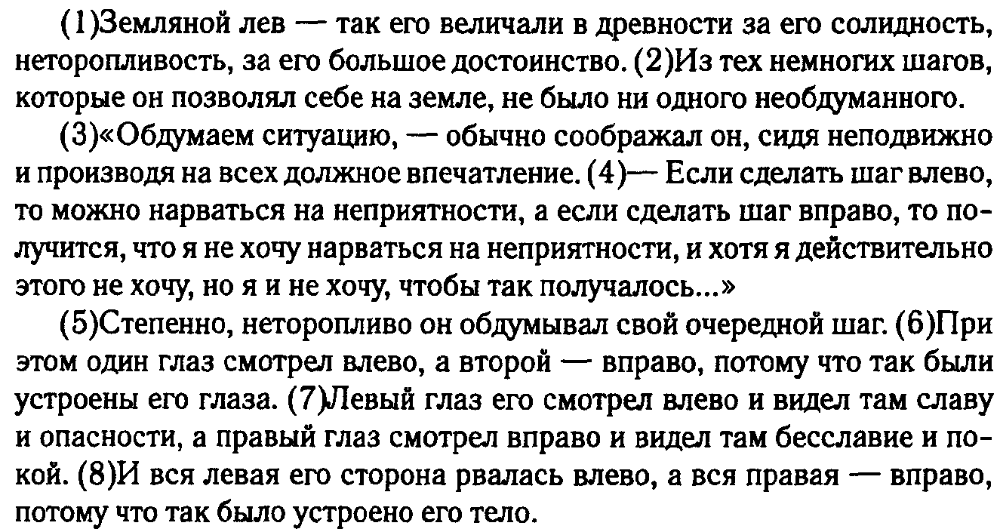 (1)Земляной лев — так его величали в древности за его солидность,
неторопливость, за его большое достоинство. (2)Из тех немногих шагов,
которые он позволял себе на земле, не было ни одного необдуманного.
(3)«Обдумаем ситуацию, — обычно соображал он, сидя неподвижно
и производя на всех должное впечатление. (4)— Если сделать шаг влево,
то можно нарваться на неприятности, а если сделать шаг вправо, то по-
лучится, что я не хочу нарваться на неприятности, и хотя я действительно
этого не хочу, но я и не хочу, чтобы так получалось...»
(5)Степенно, неторопливо он обдумывал свой очередной шаг. (6)При
этом один глаз смотрел влево, а второй — вправо, потому что так были
устроены его глаза. (7)Левый глаз его смотрел влево и видел там славу
и опасности, а правый глаз смотрел вправо и видел там бесславие и по-
кой. (8)И вся левая его сторона рвалась влево, а вся правая — вправо,
потому что так было устроено его тело.